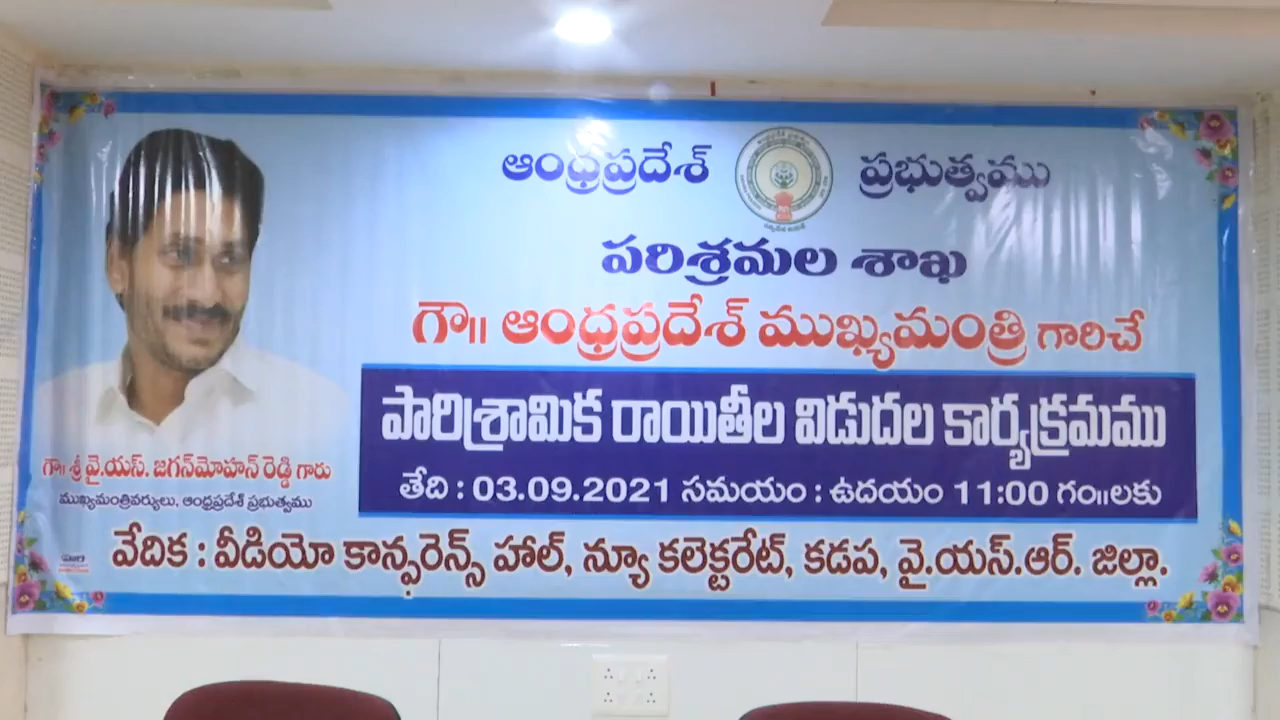 ఆంధ్రప్రదేశ్ ప్రభుత్వము
పరిశ్రమల శాఖ
గౌ॥ ఆంధ్రప్రదేశ్ ముఖ్యమంత్రి గారిచే
పారిశ్రామిక రాయితీల విడుదల కార్యక్రమము
తేది : 03.09.2021 సమయం : ఉదయం 11:00 గం॥లకు
గౌ॥ శ్రీ వై.యస్. జగన్‌మోహన్ రెడ్డి గారు
ముఖ్యమంత్రివర్యులు, ఆంధ్రప్రదేశ్ ప్రభుత్వము
వేదిక : వీడియో కాన్ఫరెన్స్ హాల్, న్యూ కలెక్టరేట్, కడప, వై.యస్.ఆర్. జిల్లా.